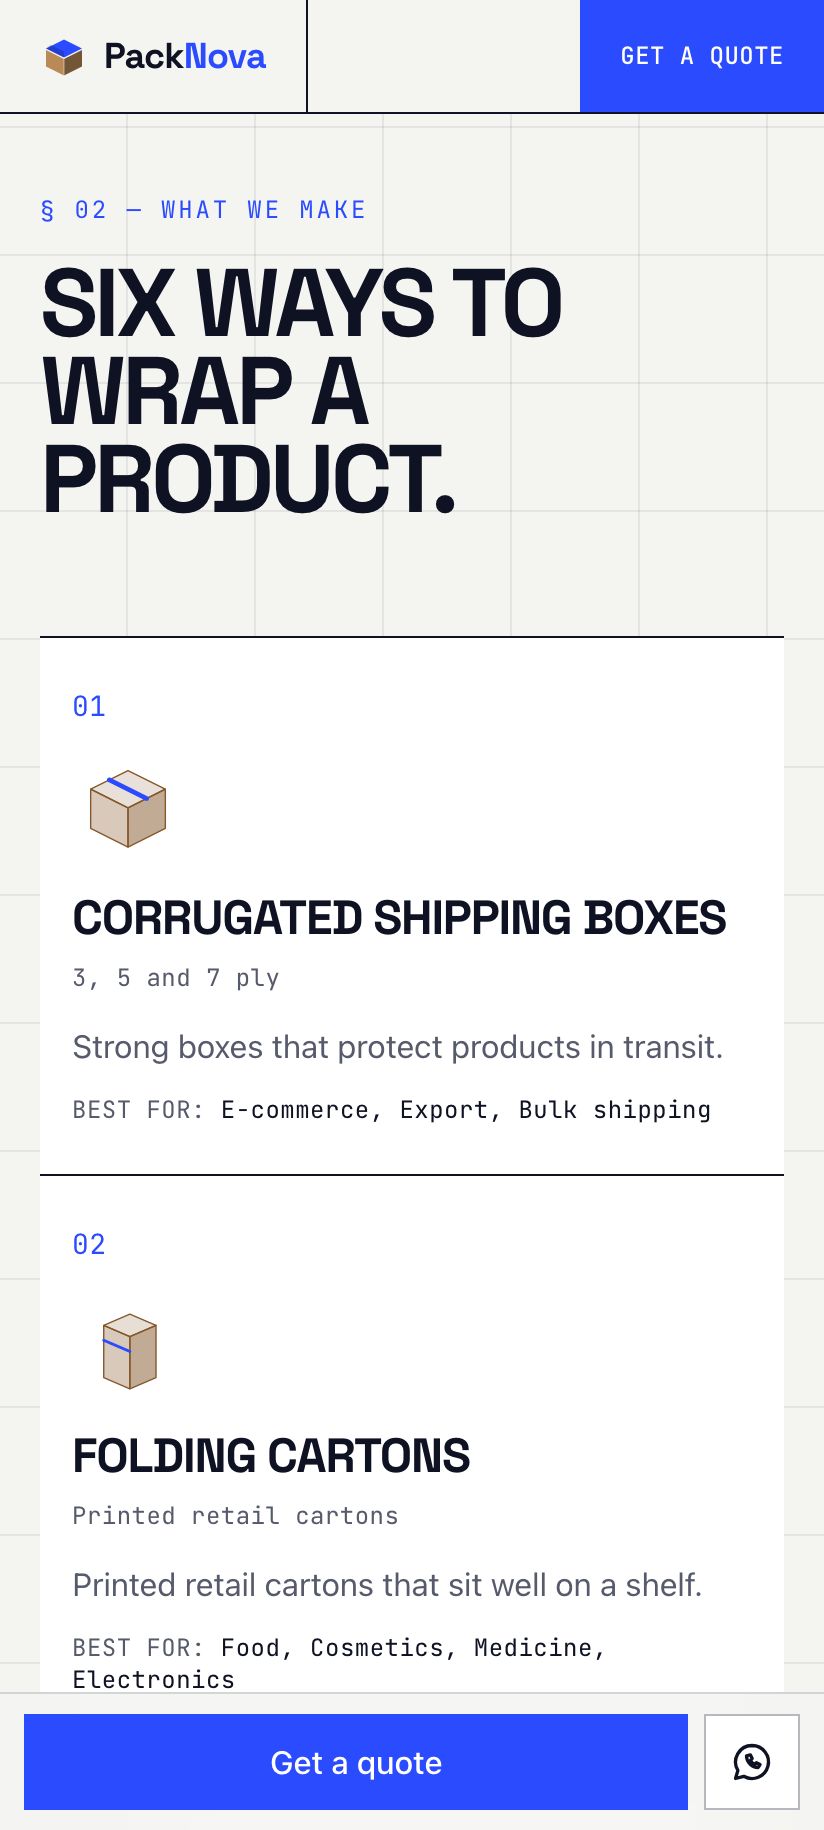 PackNova
GET A QUOTE
§ 02 — WHAT WE MAKE
SIX WAYS TO
WRAP A
PRODUCT.
01
CORRUGATED SHIPPING BOXES
3, 5 and 7 ply
Strong boxes that protect products in transit.
BEST FOR: E-commerce, Export, Bulk shipping
02
FOLDING CARTONS
Printed retail cartons
Printed retail cartons that sit well on a shelf.
BEST FOR: Food, Cosmetics, Medicine,
Electronics
Get a quote